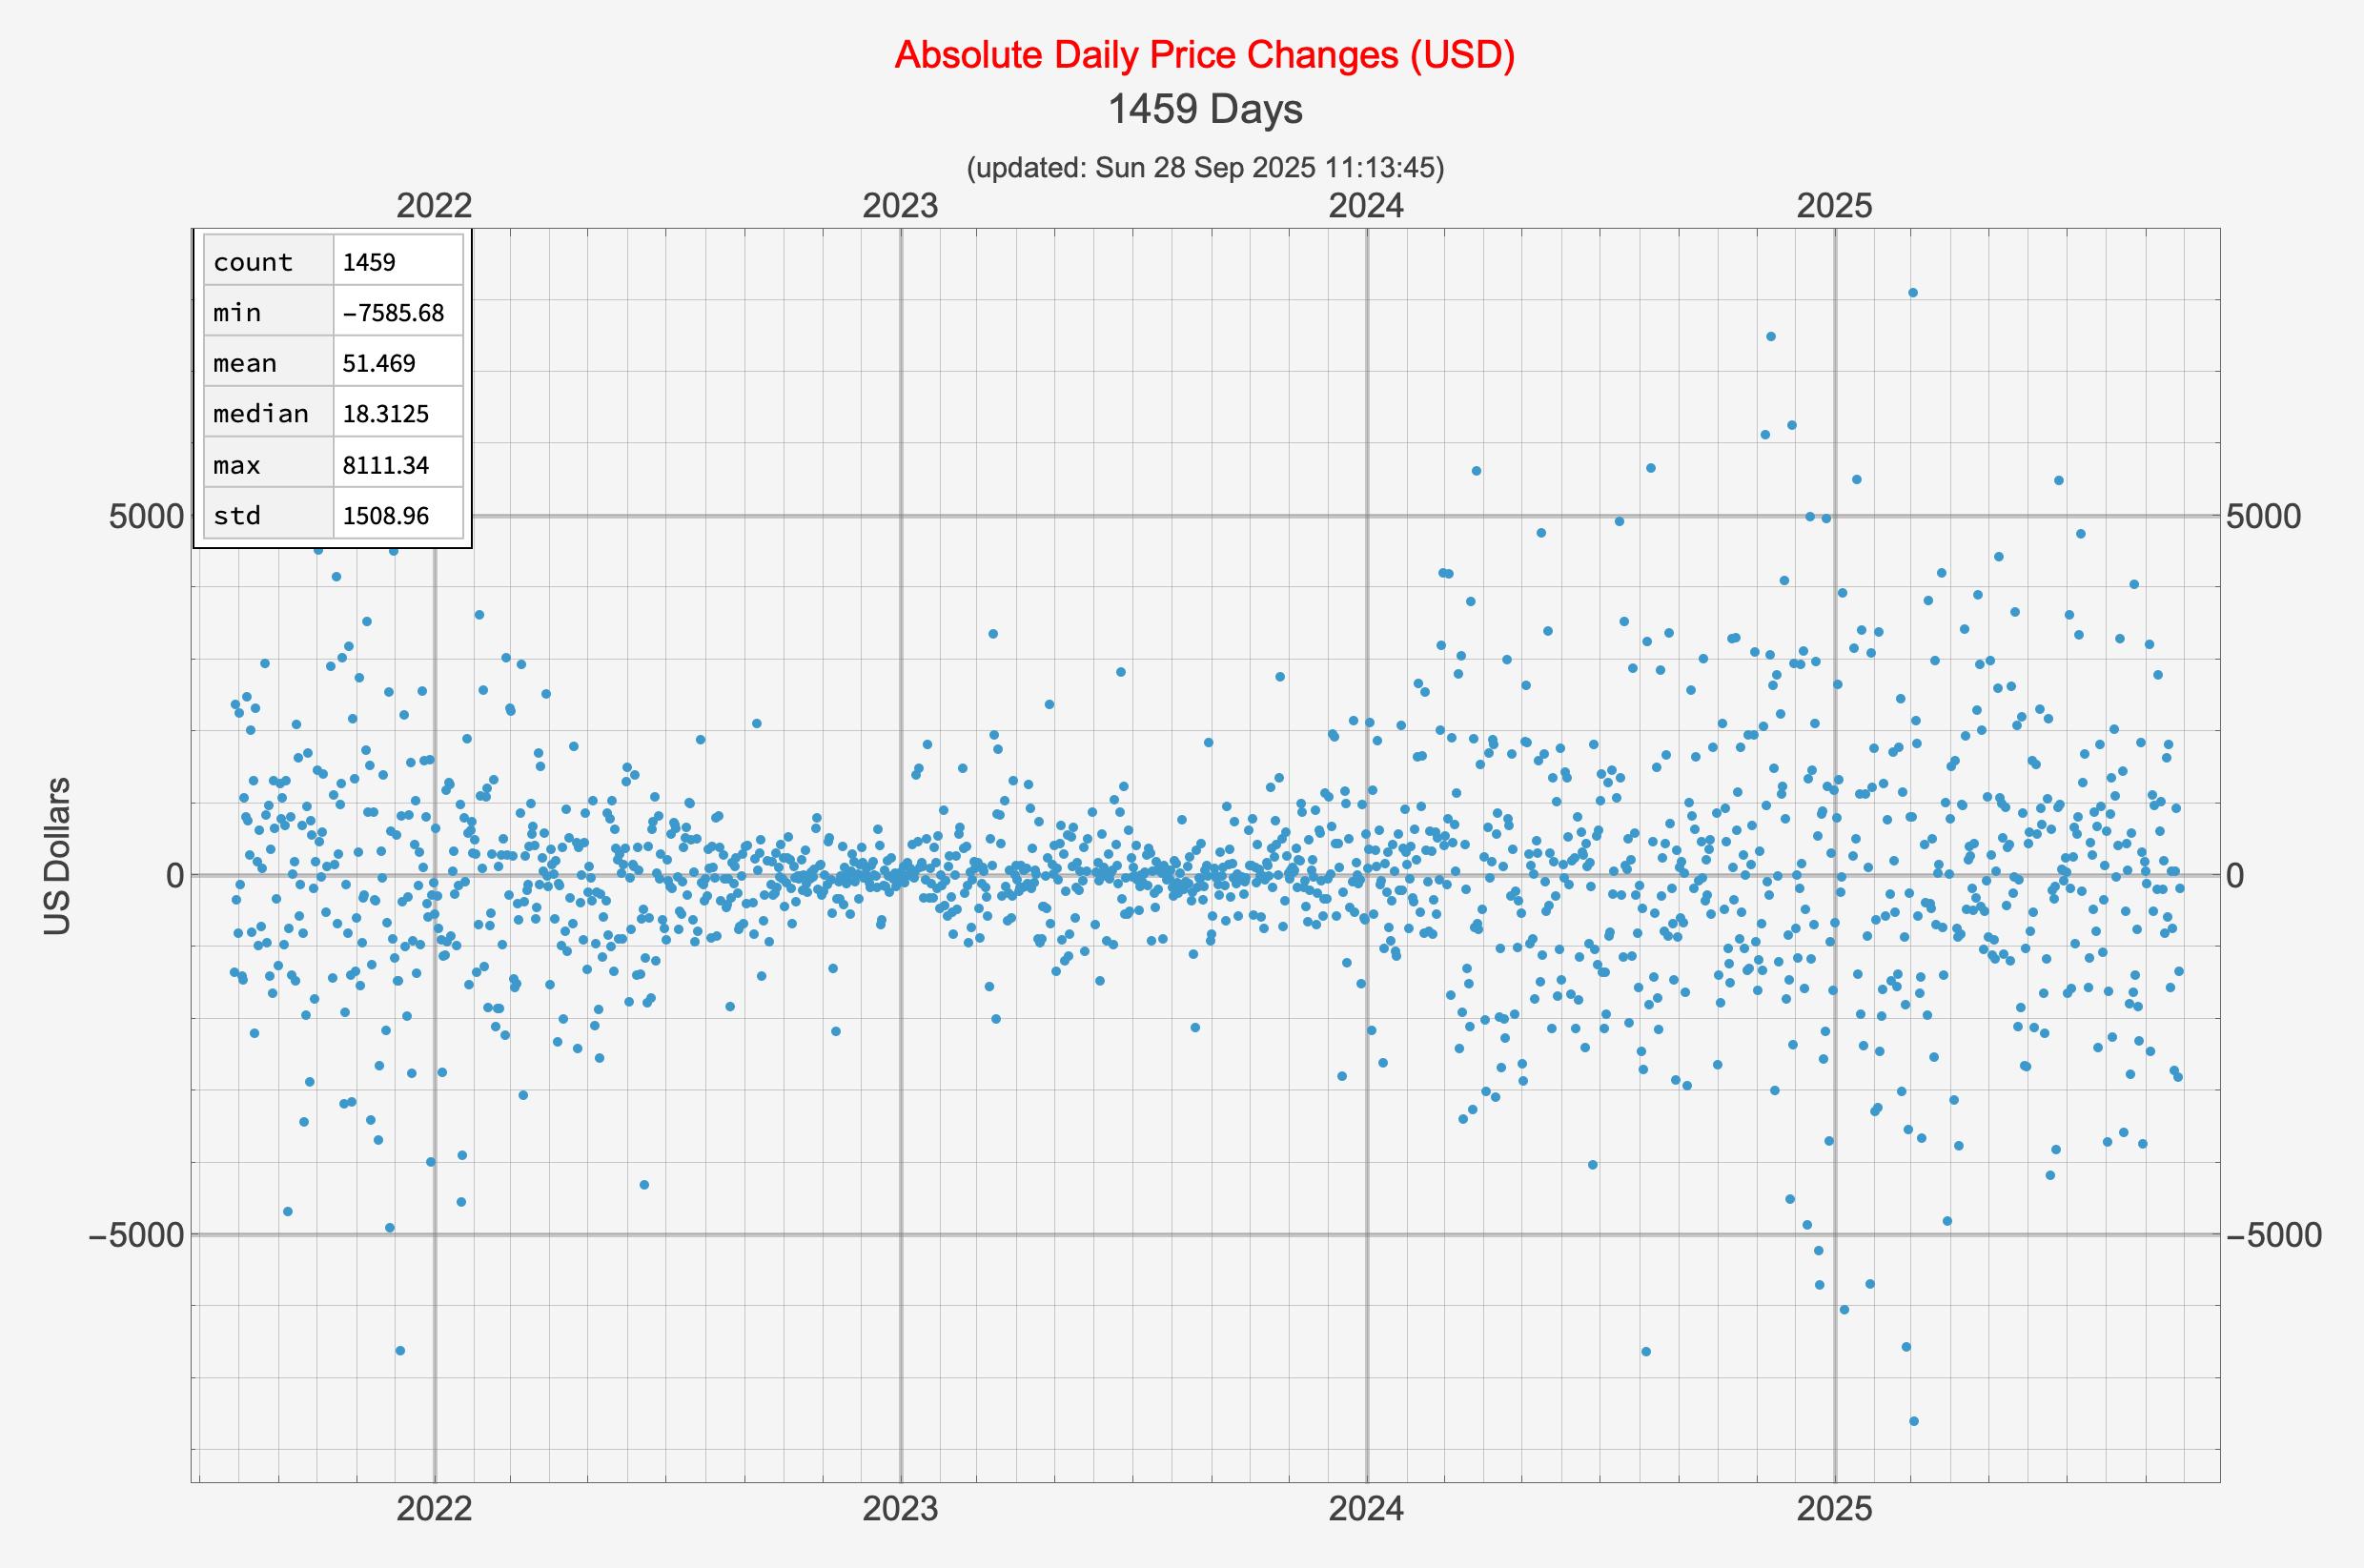 Absolute Daily Price Changes (USD)
1459 Days
(updated: Sun 28 Sep 2025 11:13:45)
2022 2023 2024 2025
count 1459
min −7585.68
mean 51.469
median 18.3125
max 8111.34
std 1508.96
5000 5000
US Dollars
0 0
−5000 −5000
2022 2023 2024 2025